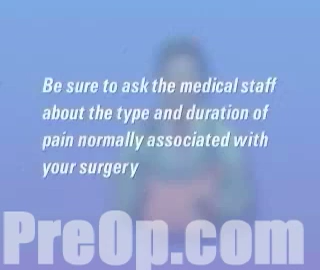 Be sure to ask the medical staff
about the type and duration of
pain normally associated with
your surgery
PreOp.com